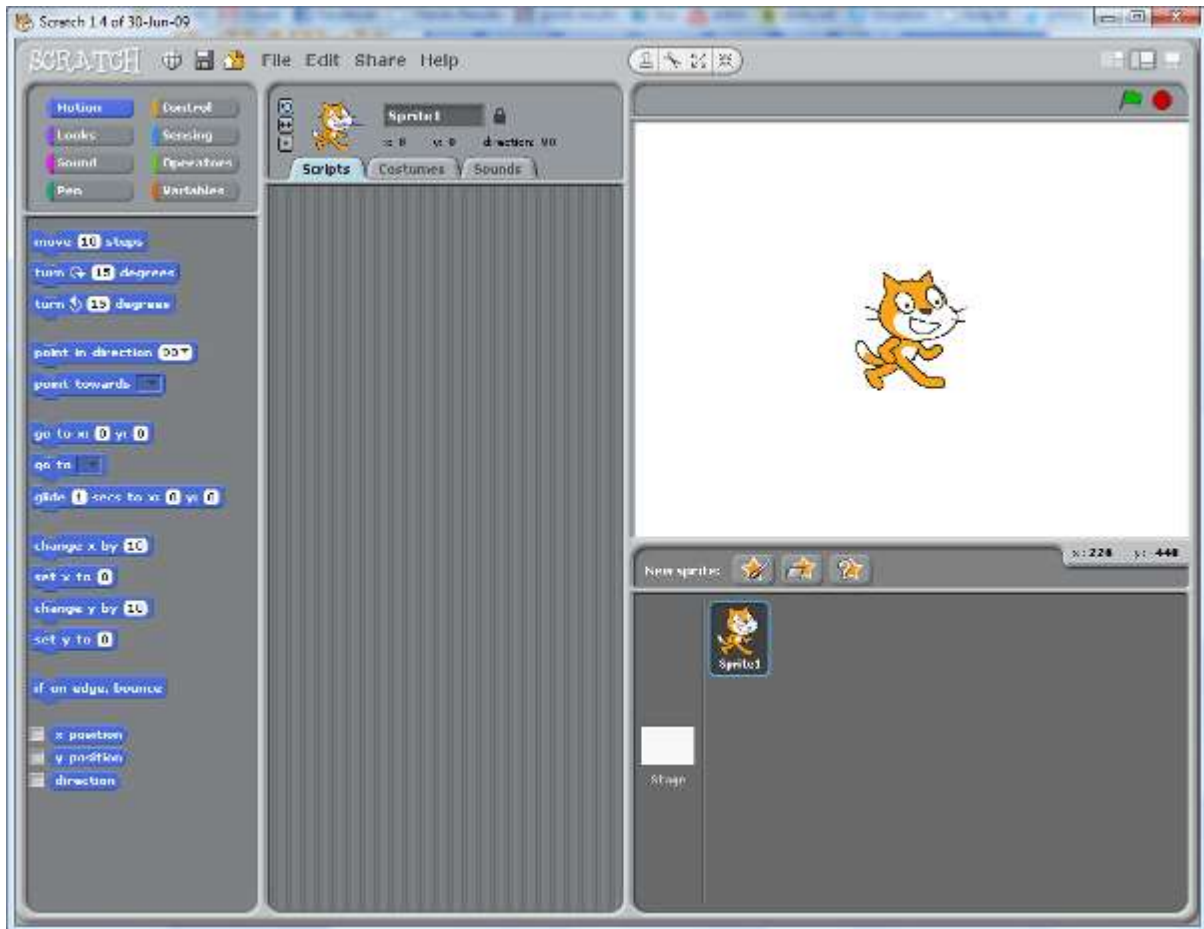 Scratch 1.4 of 30-Jun-09
SCRATCH File Edit Share Help
Motion Control
Looks Sensing
Sound Operators
Pen Variables
Sprite1
x: 0 y: 0 direction: 90
Scripts Costumes Sounds
move 10 steps
turn 15 degrees
turn 15 degrees
point in direction 90
point towards
go to x: 0 y: 0
go to
glide 1 secs to x: 0 y: 0
change x by 10
set x to 0
change y by 10
set y to 0
if on edge, bounce
x position
y position
direction
x: 228 y: -448
New sprite:
Sprite1
Stage